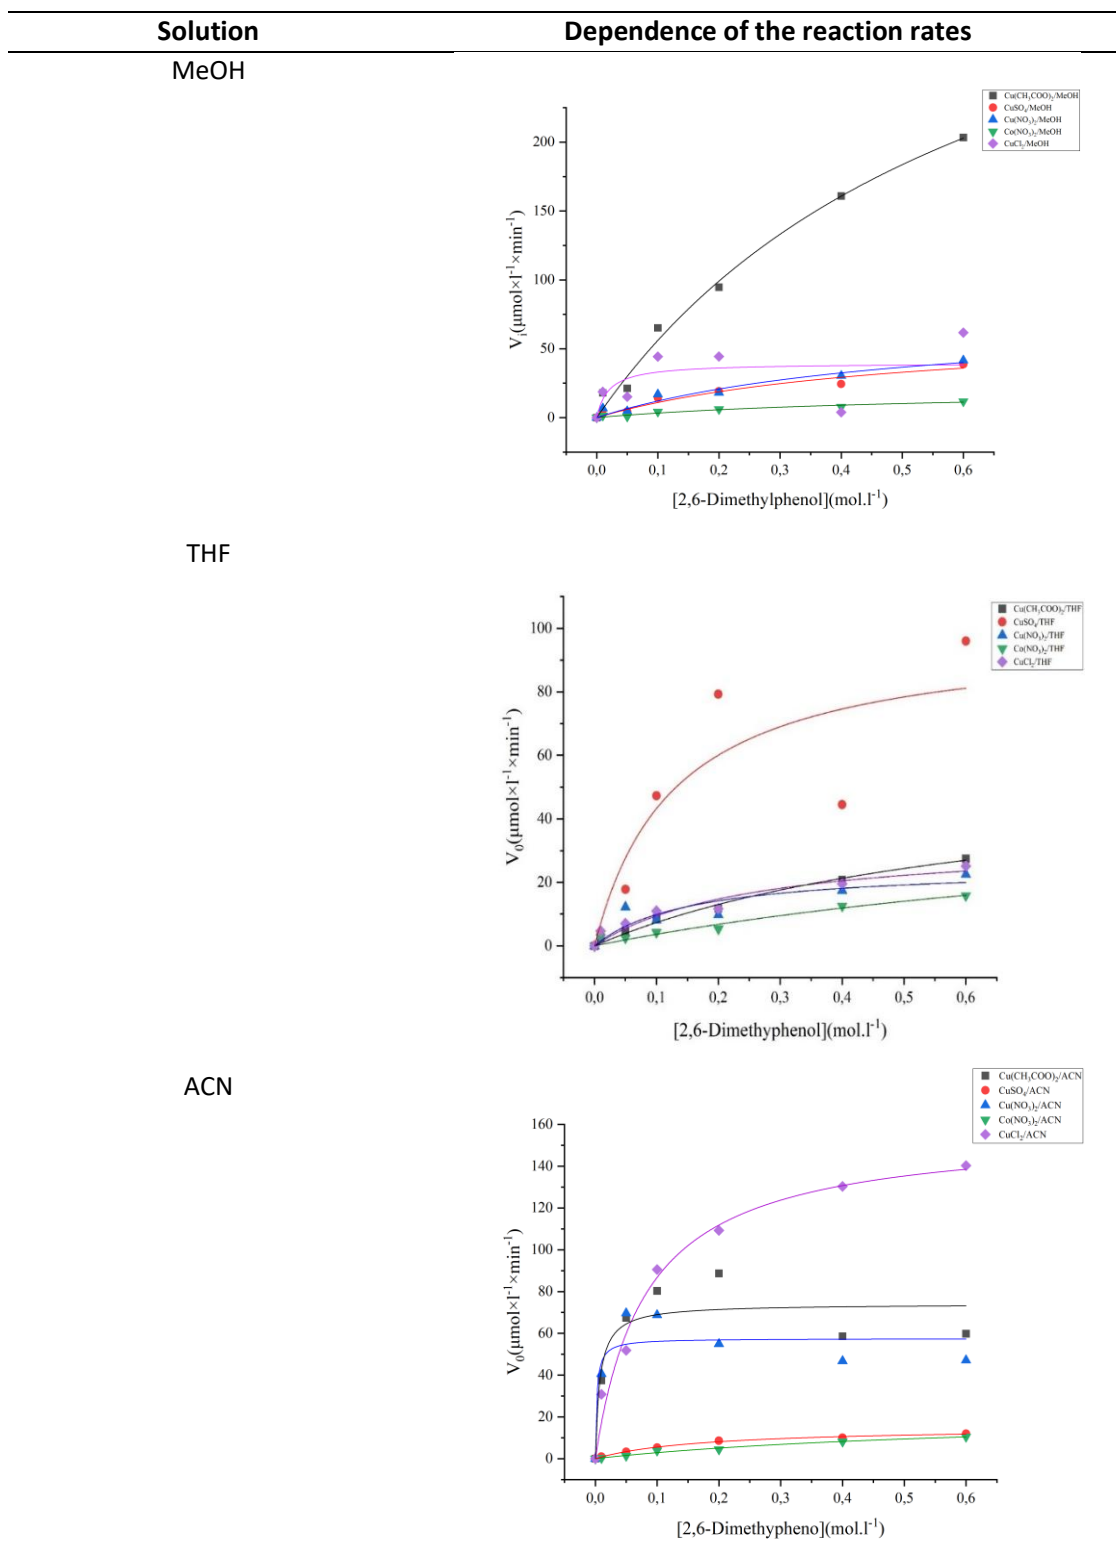 Solution Dependence of the reaction rates
MeOH
Cu(CH₃COO)₂/MeOH
CuSO₄/MeOH
Cu(NO₃)₂/MeOH
Co(NO₃)₂/MeOH
CuCl₂/MeOH
200
150
100
50
0
Vᵢ(μmol×l⁻¹×min⁻¹)
0,0 0,1 0,2 0,3 0,4 0,5 0,6
[2,6-Dimethylphenol](mol.l⁻¹)
THF
Cu(CH₃COO)₂/THF
CuSO₄/THF
Cu(NO₃)₂/THF
Co(NO₃)₂/THF
CuCl₂/THF
100
80
60
40
20
0
V₀(μmol×l⁻¹×min⁻¹)
0,0 0,1 0,2 0,3 0,4 0,5 0,6
[2,6-Dimethyphenol](mol.l⁻¹)
ACN
Cu(CH₃COO)₂/ACN
CuSO₄/ACN
Cu(NO₃)₂/ACN
Co(NO₃)₂/ACN
CuCl₂/ACN
160
140
120
100
80
60
40
20
0
V₀(μmol×l⁻¹×min⁻¹)
0,0 0,1 0,2 0,3 0,4 0,5 0,6
[2,6-Dimethypheno](mol.l⁻¹)